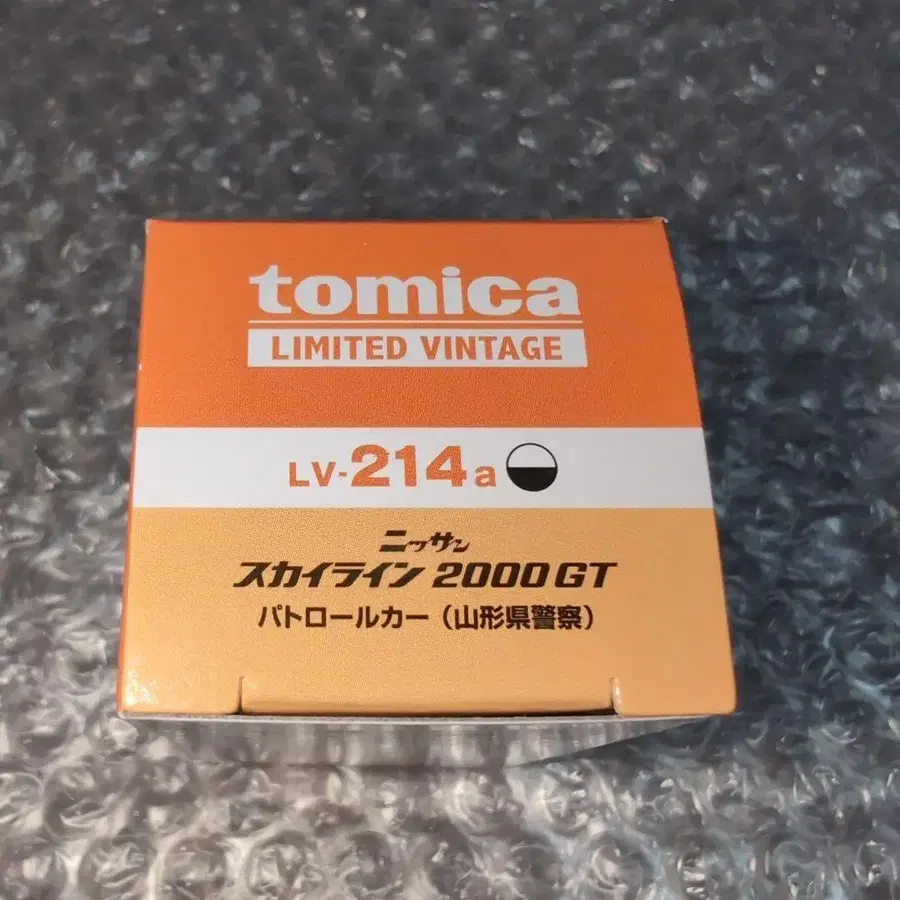 tomica
LIMITED VINTAGE
LV-214a
ニッサン
スカイライン 2000GT
パトロールカー（山形県警察）